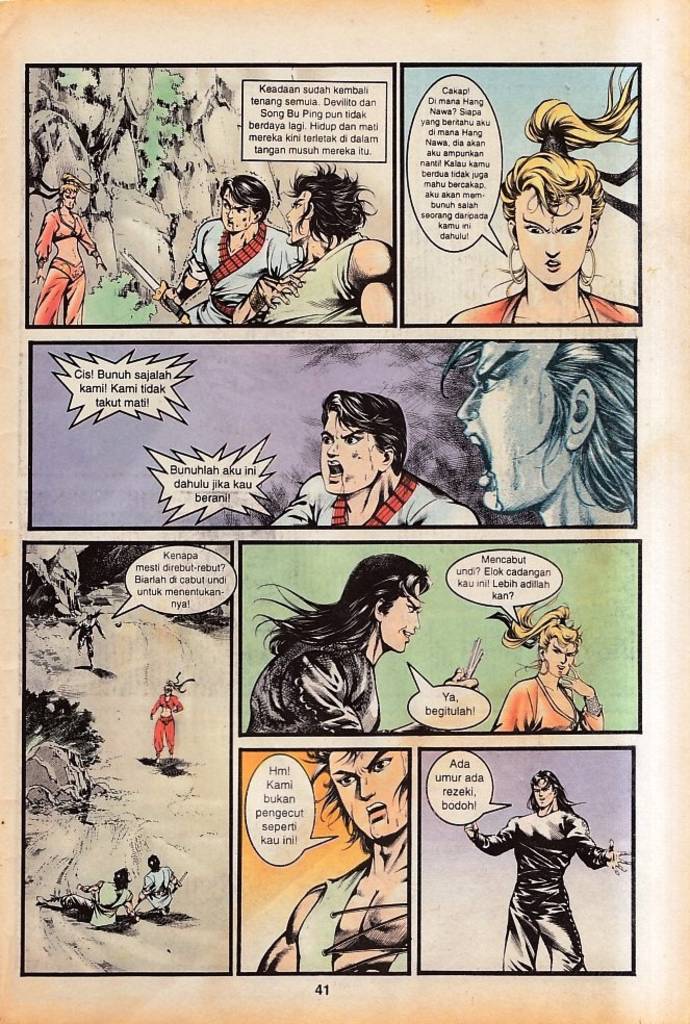 Keadaan sudah kembali
tenang semula. Devilito dan
Song Bu Ping pun tidak
berdaya lagi. Hidup dan mati
mereka kini terletak di dalam
tangan musuh mereka itu.
Cakap!
Di mana Hang
Nawa? Siapa
yang beritahu aku
di mana Hang
Nawa, dia akan
aku ampunkan
nanti! Kalau kamu
berdua tidak juga
mahu bercakap,
aku akan mem-
bunuh salah
seorang daripada
kamu ini
dahulu!
Cis! Bunuh sajalah
kami! Kami tidak
takut mati!
Bunuhlah aku ini
dahulu jika kau
berani!
Kenapa
mesti direbut-rebut?
Biarlah di cabut undi
untuk menentukan-
nya!
Mencabut
undi? Elok cadangan
kau ini! Lebih adillah
kan?
Ya,
begitulah!
Hm!
Kami
bukan
pengecut
seperti
kau ini!
Ada
umur ada
rezeki,
bodoh!
41